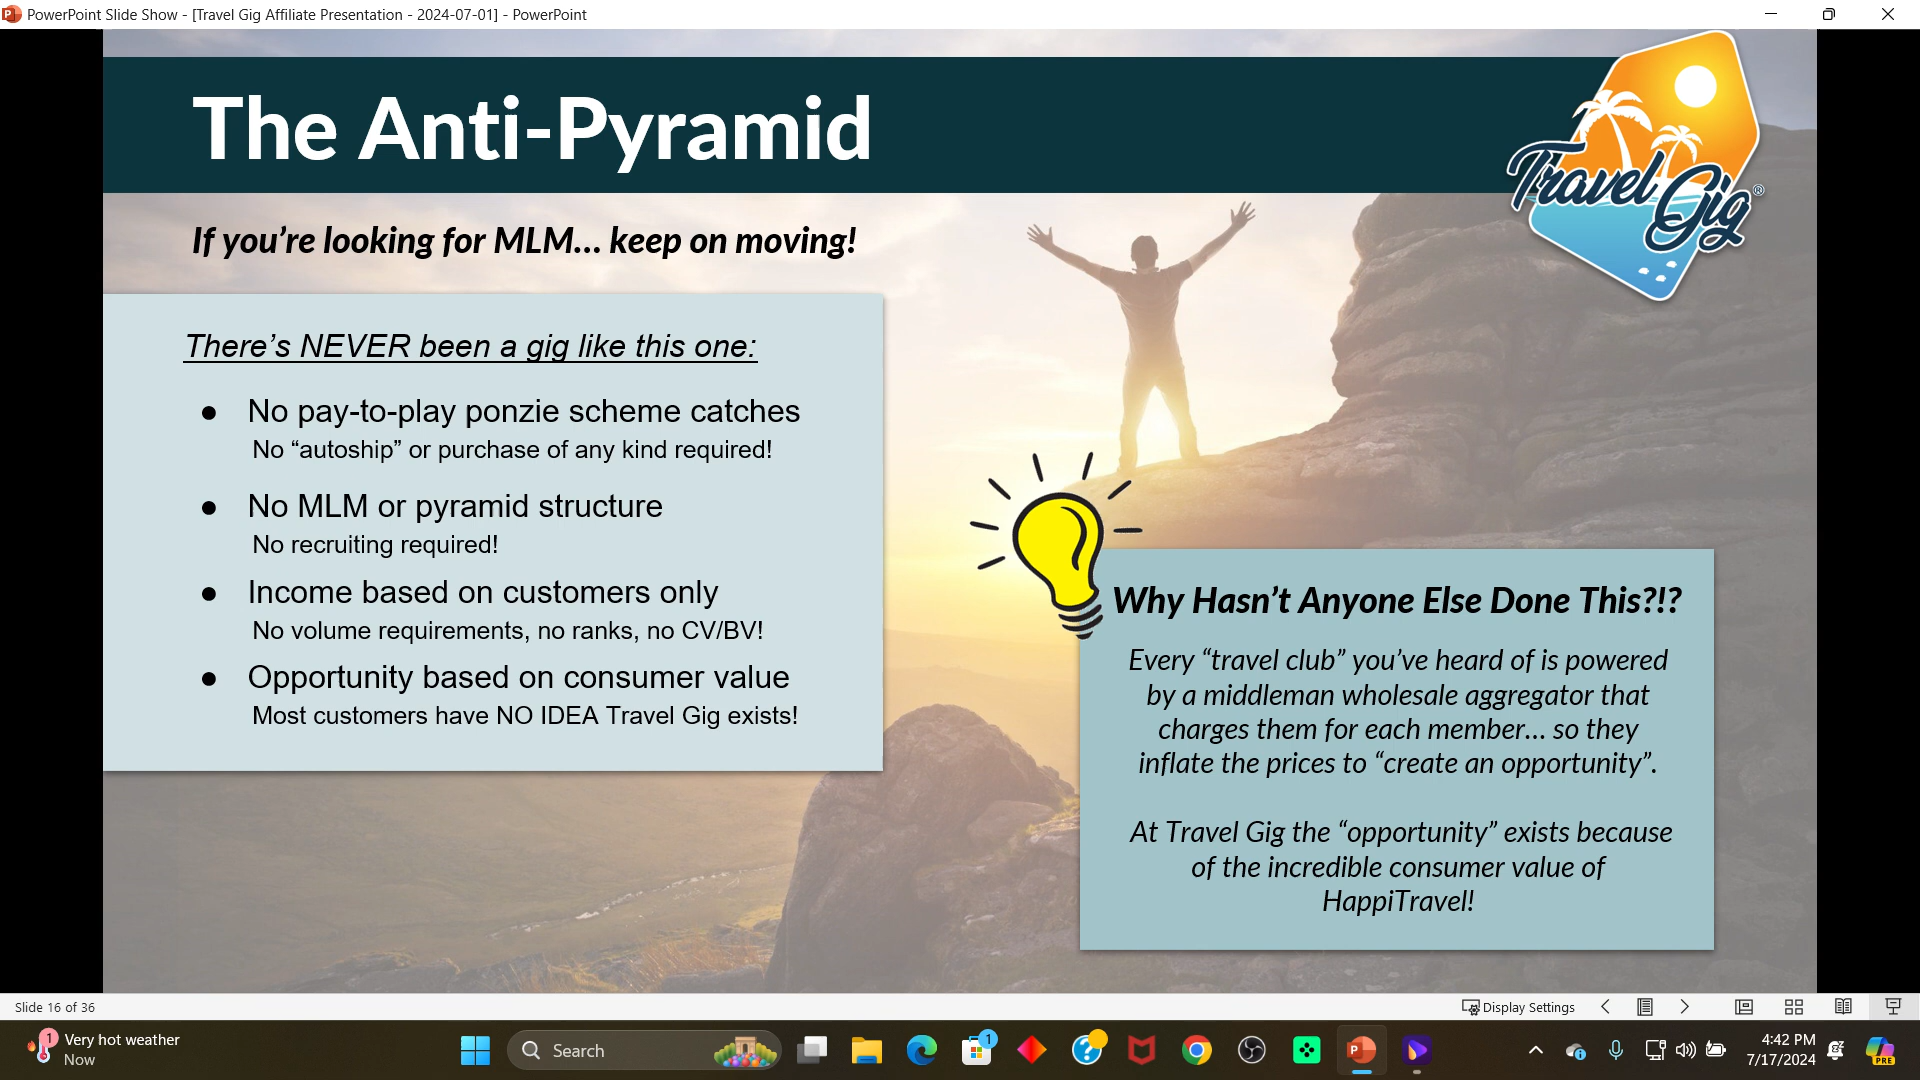 PowerPoint Slide Show - [Travel Gig Affiliate Presentation - 2024-07-01] - PowerPoint
The Anti-Pyramid
Travel Gig®
If you’re looking for MLM... keep on moving!
There’s NEVER been a gig like this one:
● No pay-to-play ponzie scheme catches
No “autoship” or purchase of any kind required!
● No MLM or pyramid structure
No recruiting required!
● Income based on customers only
No volume requirements, no ranks, no CV/BV!
● Opportunity based on consumer value
Most customers have NO IDEA Travel Gig exists!
Why Hasn’t Anyone Else Done This?!?
Every “travel club” you’ve heard of is powered
by a middleman wholesale aggregator that
charges them for each member... so they
inflate the prices to “create an opportunity”.
At Travel Gig the “opportunity” exists because
of the incredible consumer value of
HappiTravel!
Slide 16 of 36
Display Settings
1
Very hot weather
Now
Search
1
4:42 PM
7/17/2024
PRE